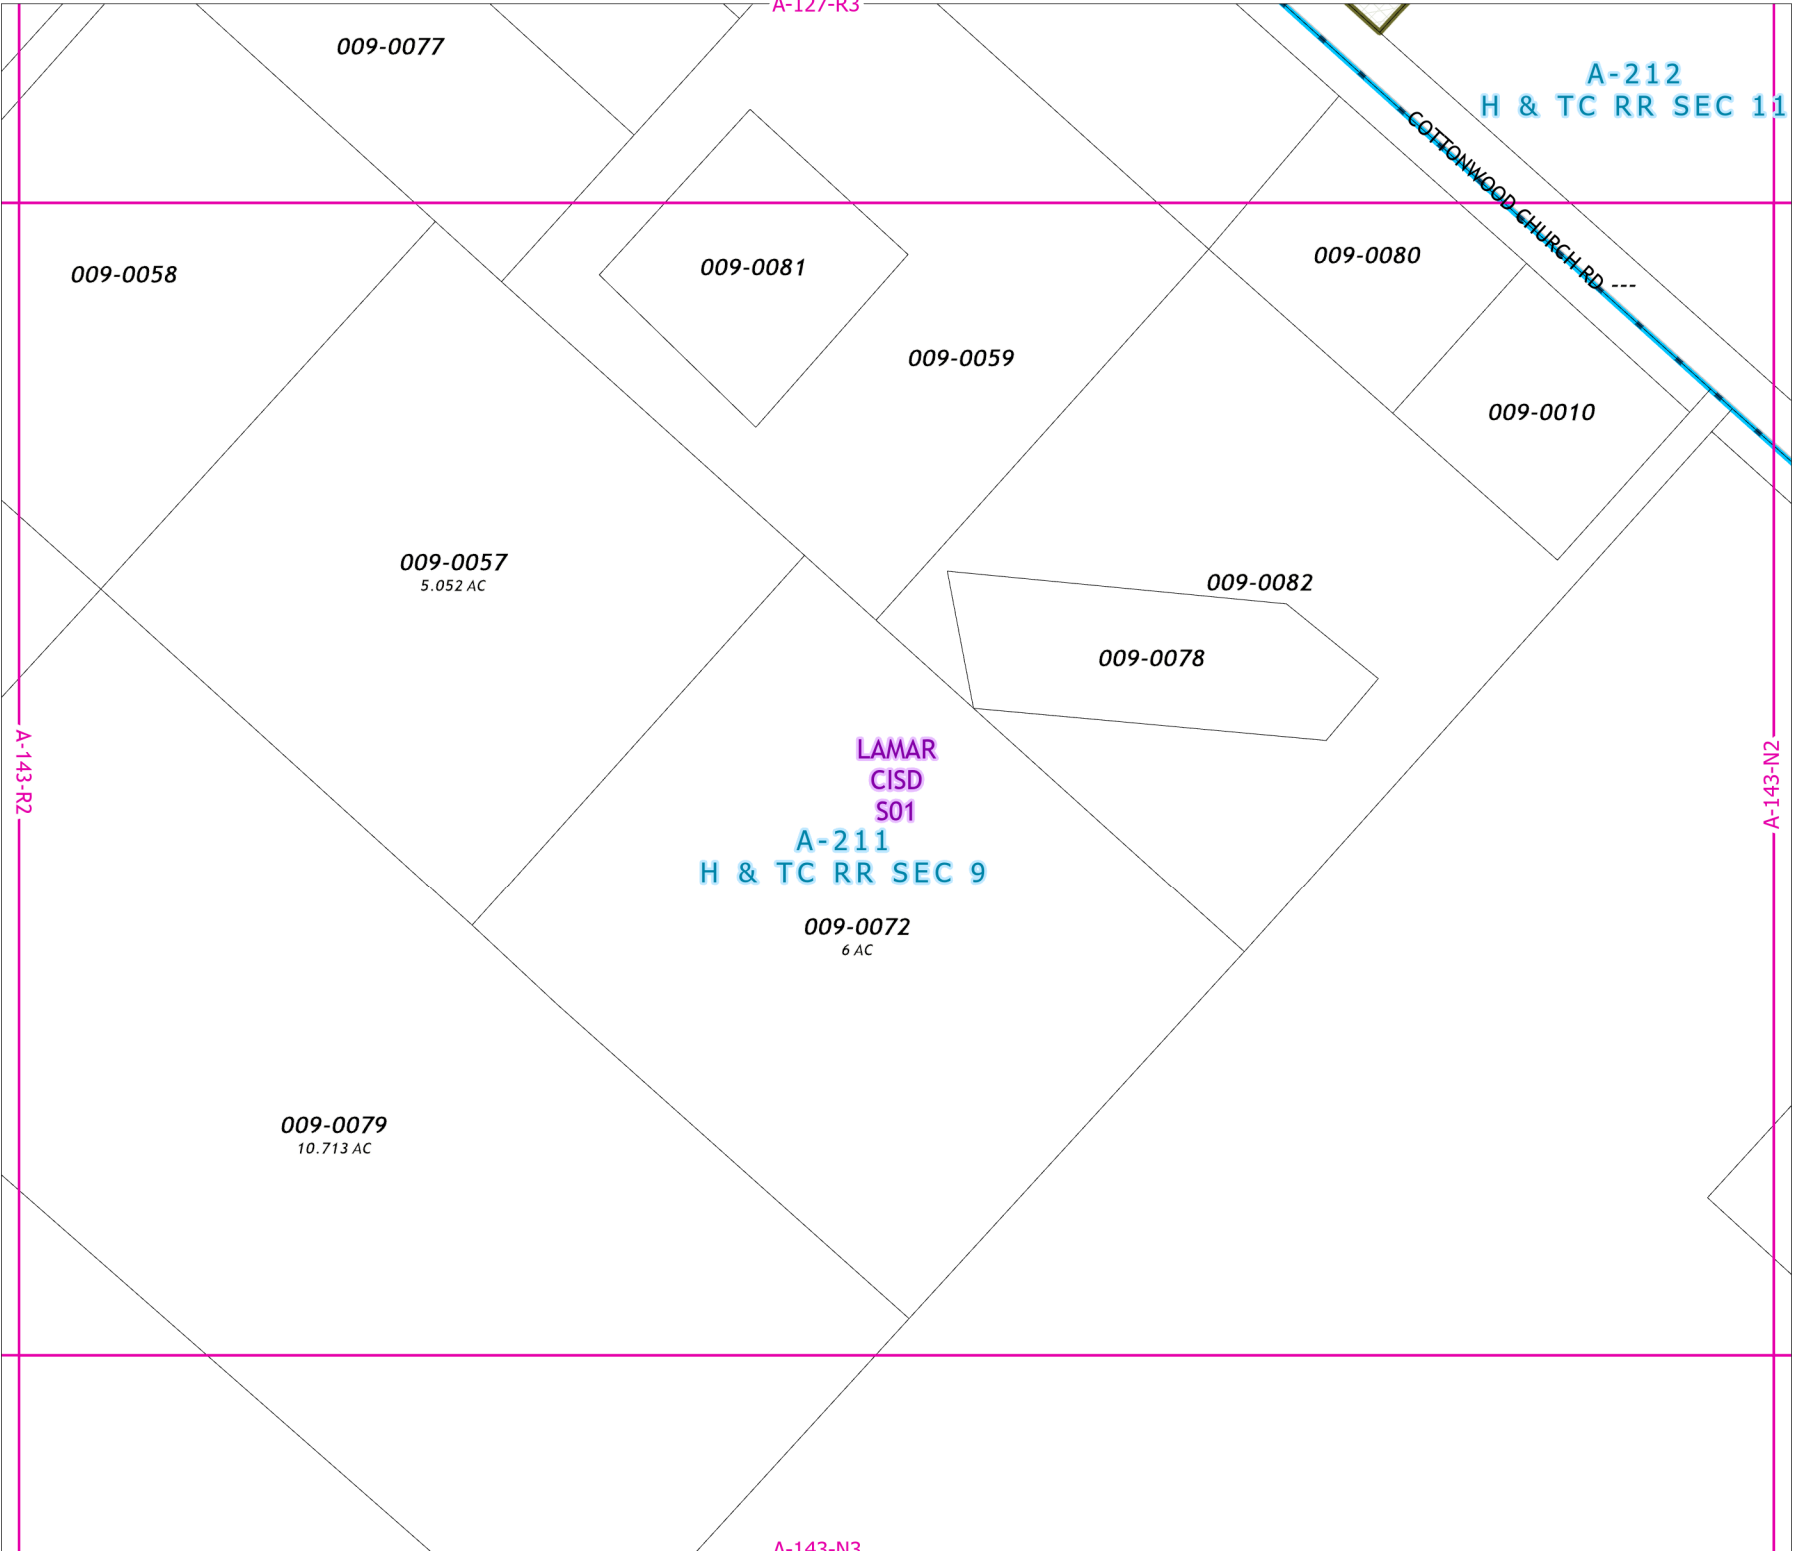 A-127-R3
009-0077
A-212
H & TC RR SEC 11
COTTONWOOD CHURCH RD ---
009-0058
009-0081
009-0080
009-0059
009-0010
009-0057
5.052 AC
009-0082
009-0078
A-143-R2
LAMAR
CISD
S01
A-143-N2
A-211
H & TC RR SEC 9
009-0072
6 AC
009-0079
10.713 AC
A-143-N3